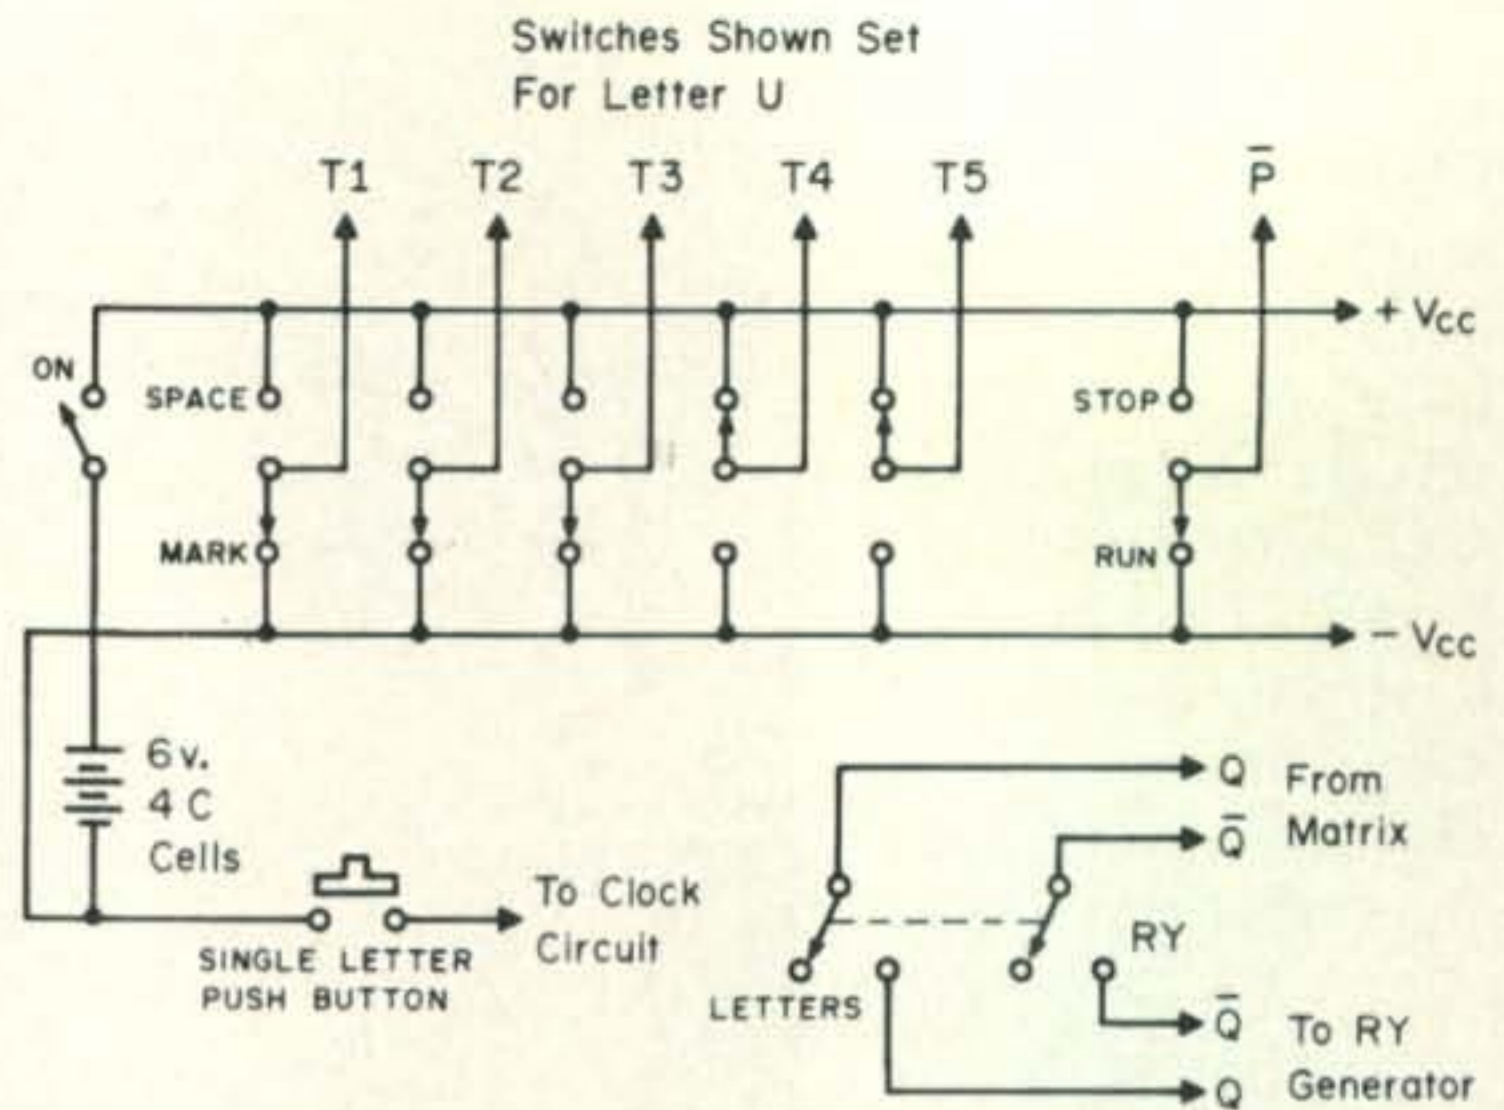 Switches Shown Set
For Letter U
T1 T2 T3 T4 T5 P̅
+ VCC
ON
SPACE
STOP
MARK
RUN
− VCC
6v.
4 C
Cells
SINGLE LETTER
PUSH BUTTON
To Clock
Circuit
Q From
Q̅ Matrix
RY
LETTERS
Q̅ To RY
Q Generator